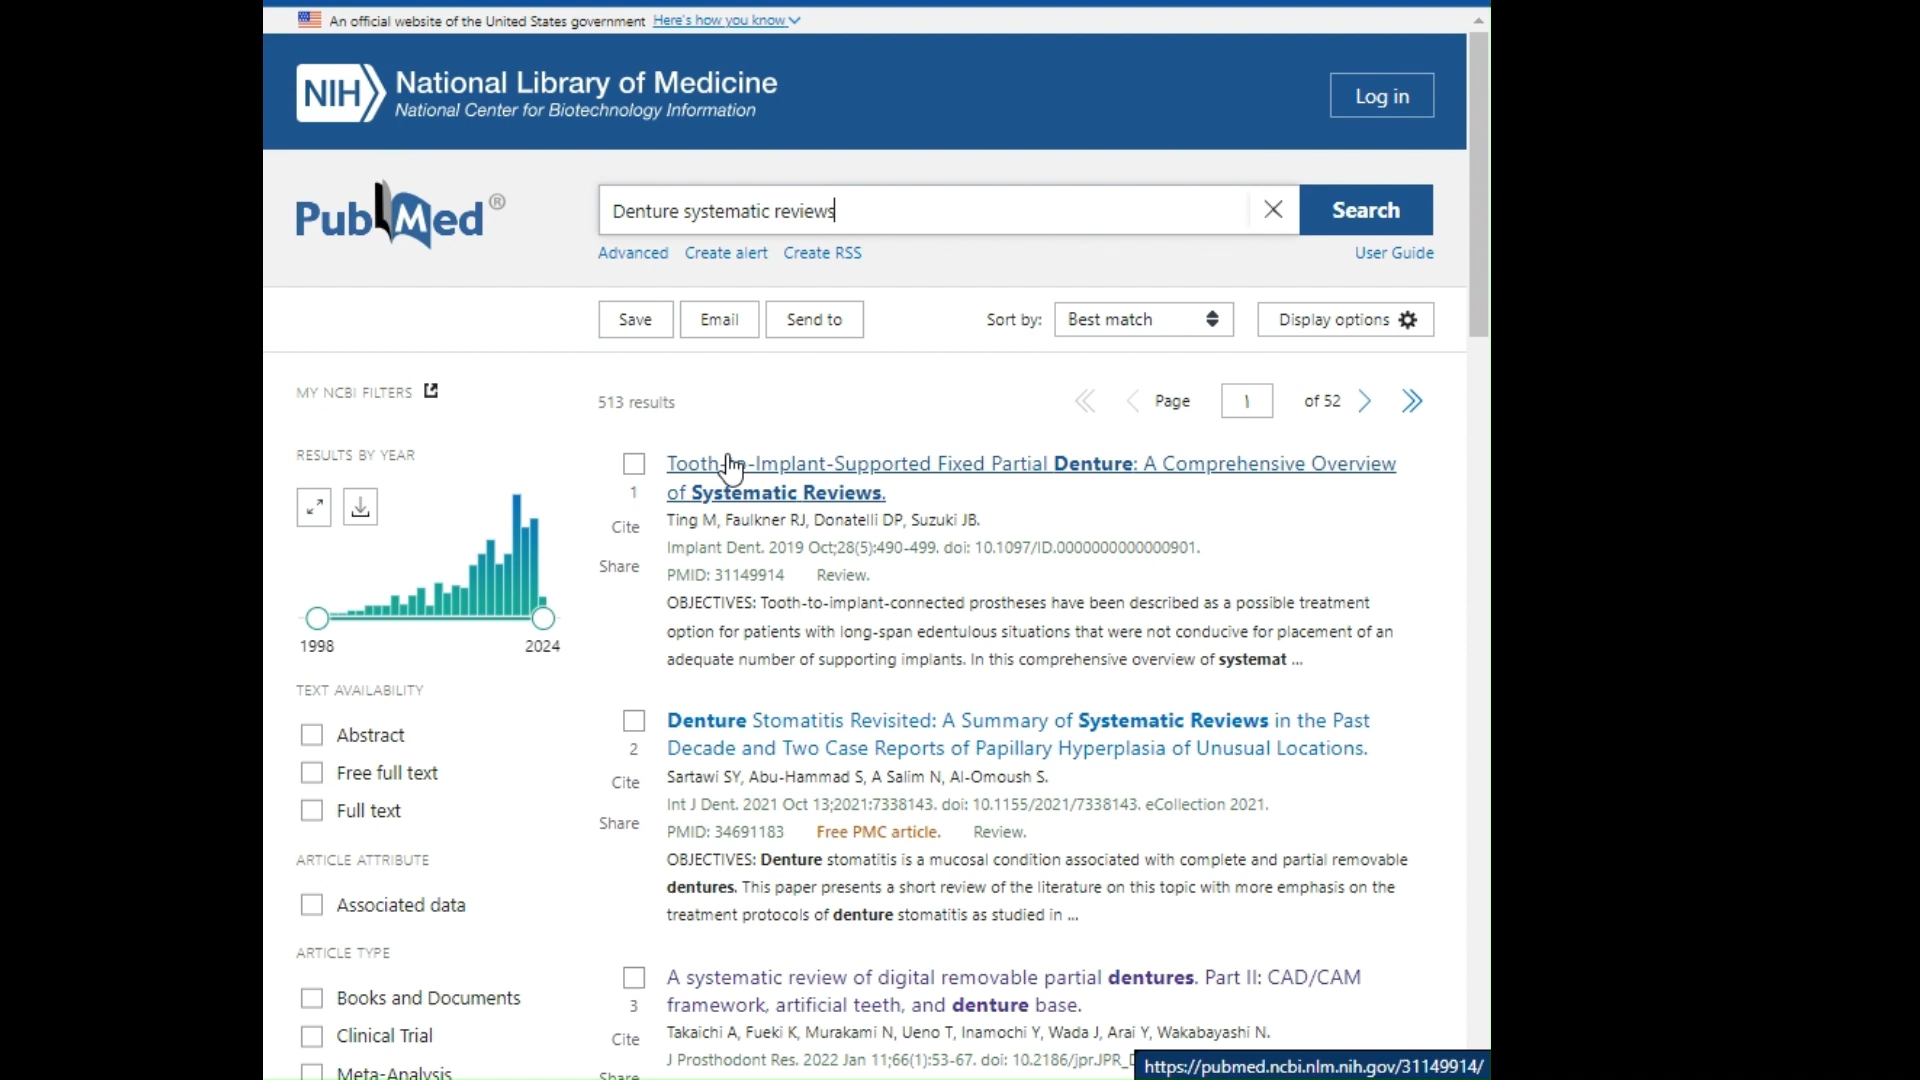 An official website of the United States government Here's how you know
NIH National Library of Medicine
National Center for Biotechnology Information
Log in
PubMed®
Denture systematic reviews
Search
Advanced Create alert Create RSS User Guide
Save Email Send to Sort by: Best match Display options
MY NCBI FILTERS
513 results
Page ١ of 52
RESULTS BY YEAR
1998 2024
TEXT AVAILABILITY
Abstract
Free full text
Full text
ARTICLE ATTRIBUTE
Associated data
ARTICLE TYPE
Books and Documents
Clinical Trial
Meta-Analysis
1
Cite
Share
Tooth-to-Implant-Supported Fixed Partial Denture: A Comprehensive Overview
of Systematic Reviews.
Ting M, Faulkner RJ, Donatelli DP, Suzuki JB.
Implant Dent. 2019 Oct;28(5):490-499. doi: 10.1097/ID.0000000000000901.
PMID: 31149914 Review.
OBJECTIVES: Tooth-to-implant-connected prostheses have been described as a possible treatment
option for patients with long-span edentulous situations that were not conducive for placement of an
adequate number of supporting implants. In this comprehensive overview of systemat ...
2
Cite
Share
Denture Stomatitis Revisited: A Summary of Systematic Reviews in the Past
Decade and Two Case Reports of Papillary Hyperplasia of Unusual Locations.
Sartawi SY, Abu-Hammad S, A Salim N, Al-Omoush S.
Int J Dent. 2021 Oct 13;2021:7338143. doi: 10.1155/2021/7338143. eCollection 2021.
PMID: 34691183 Free PMC article. Review.
OBJECTIVES: Denture stomatitis is a mucosal condition associated with complete and partial removable
dentures. This paper presents a short review of the literature on this topic with more emphasis on the
treatment protocols of denture stomatitis as studied in ...
3
Cite
Share
A systematic review of digital removable partial dentures. Part II: CAD/CAM
framework, artificial teeth, and denture base.
Takaichi A, Fueki K, Murakami N, Ueno T, Inamochi Y, Wada J, Arai Y, Wakabayashi N.
J Prosthodont Res. 2022 Jan 11;66(1):53-67. doi: 10.2186/jpr.JPR_
https://pubmed.ncbi.nlm.nih.gov/31149914/